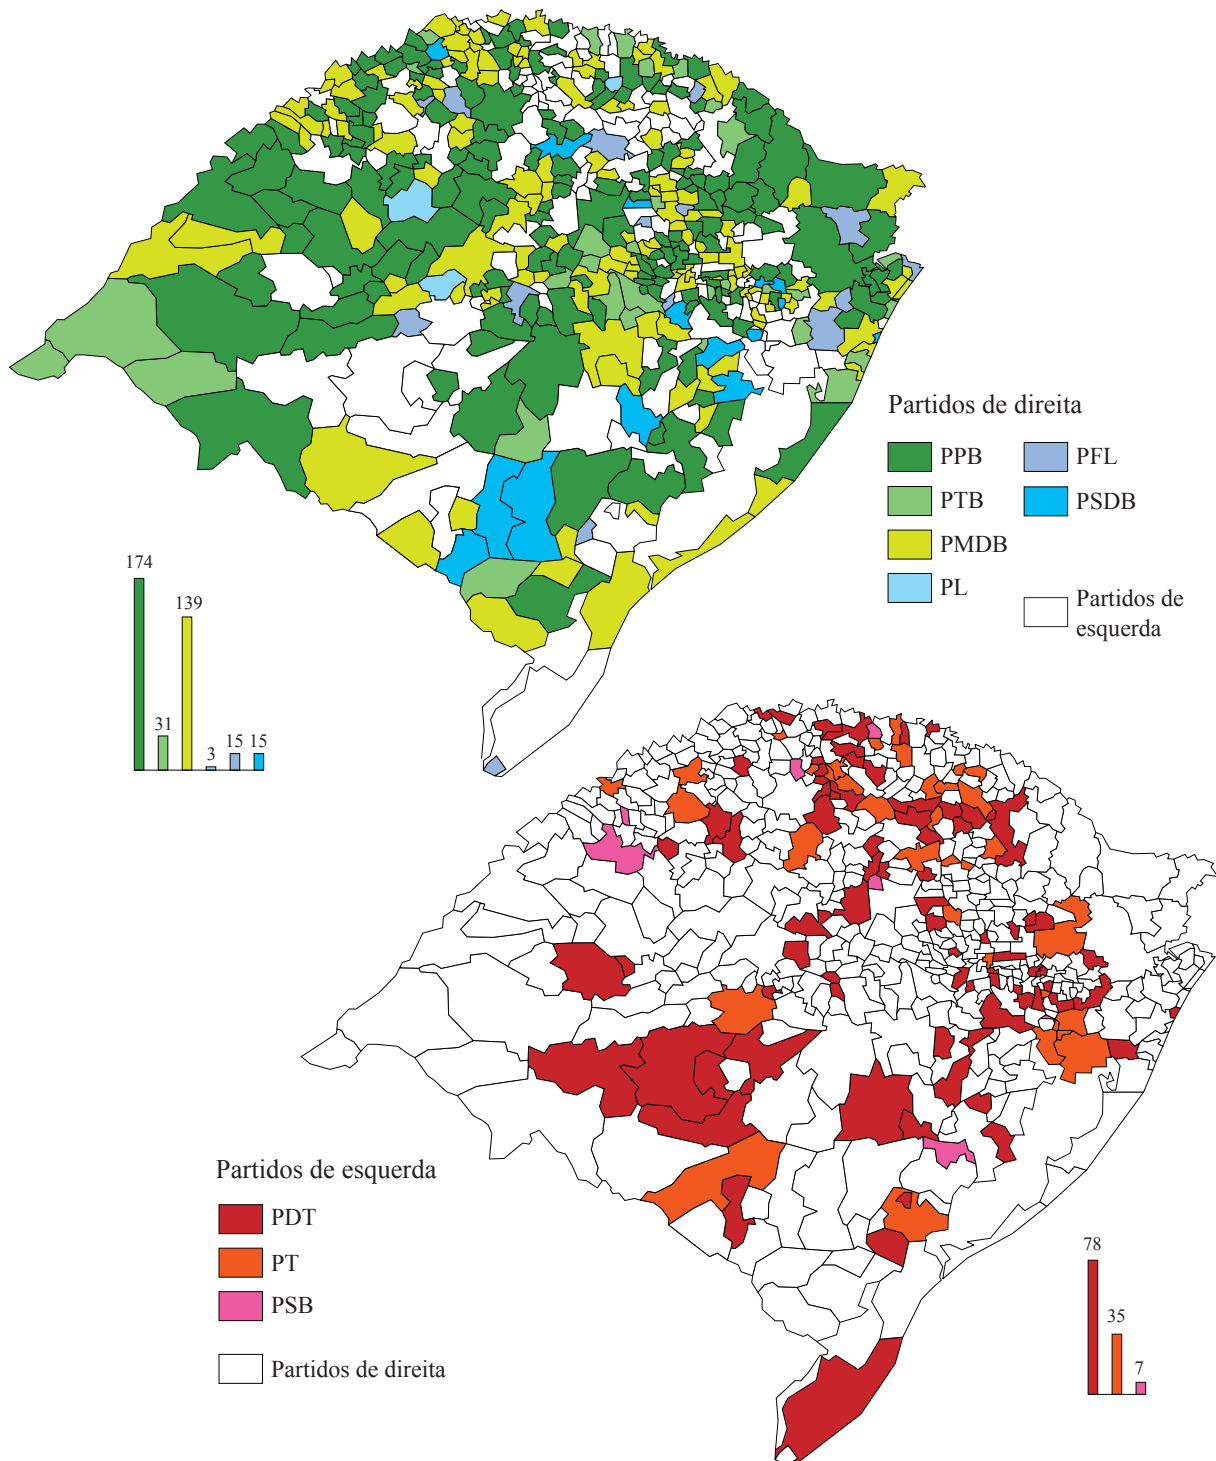 Partidos de direita
PPB
PFL
PTB
PSDB
PMDB
PL
Partidos de
esquerda
174
139
31
3
15
15
Partidos de esquerda
PDT
PT
PSB
Partidos de direita
78
35
7